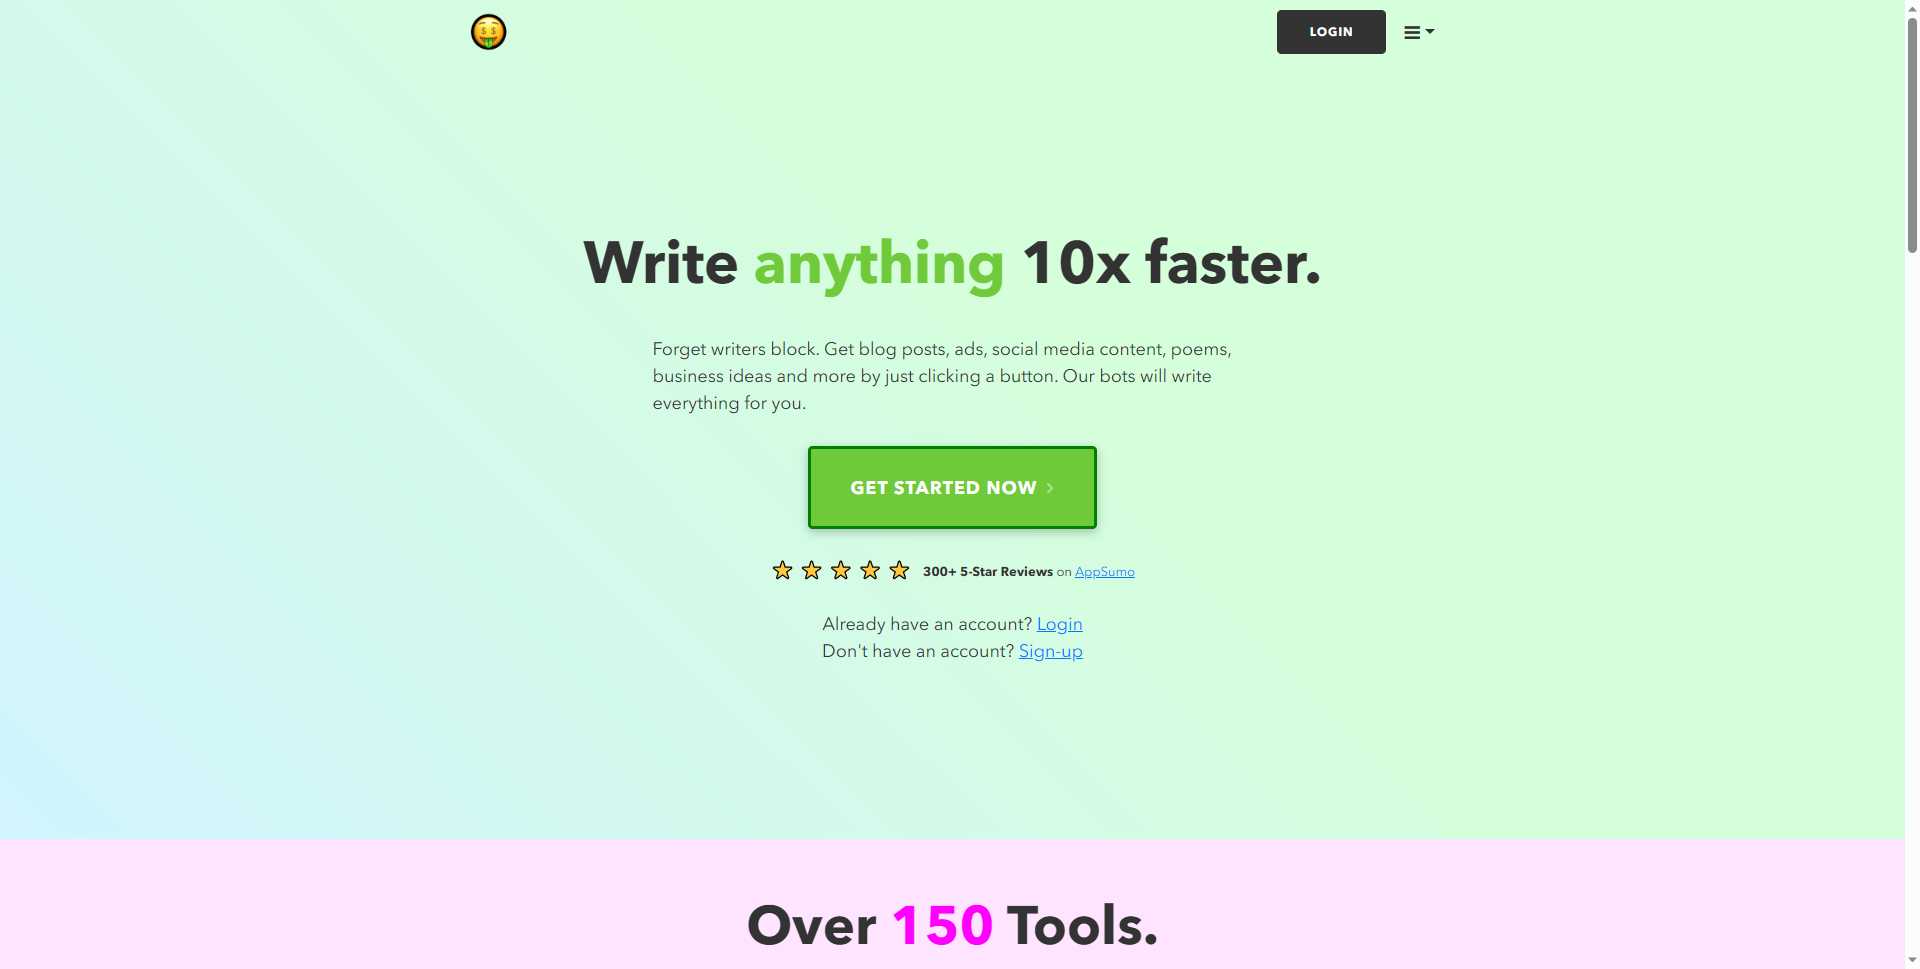 LOGIN
Write anything 10x faster.
Forget writers block. Get blog posts, ads, social media content, poems,
business ideas and more by just clicking a button. Our bots will write
everything for you.
GET STARTED NOW
300+ 5-Star Reviews on AppSumo
Already have an account? Login
Don't have an account? Sign-up
Over 150 Tools.